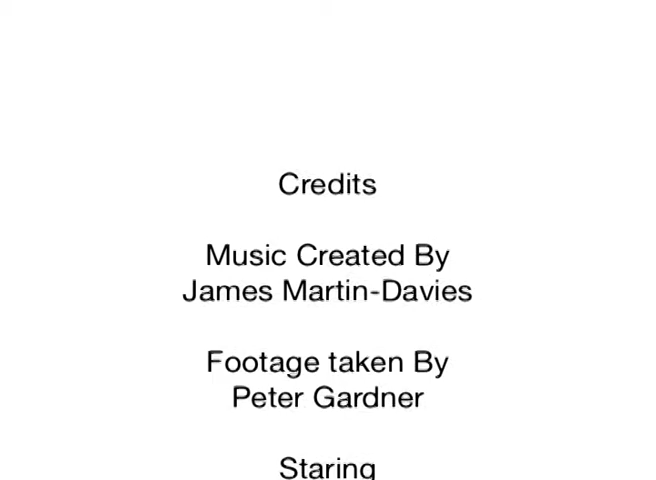 Credits
Music Created By
James Martin-Davies
Footage taken By
Peter Gardner
Staring